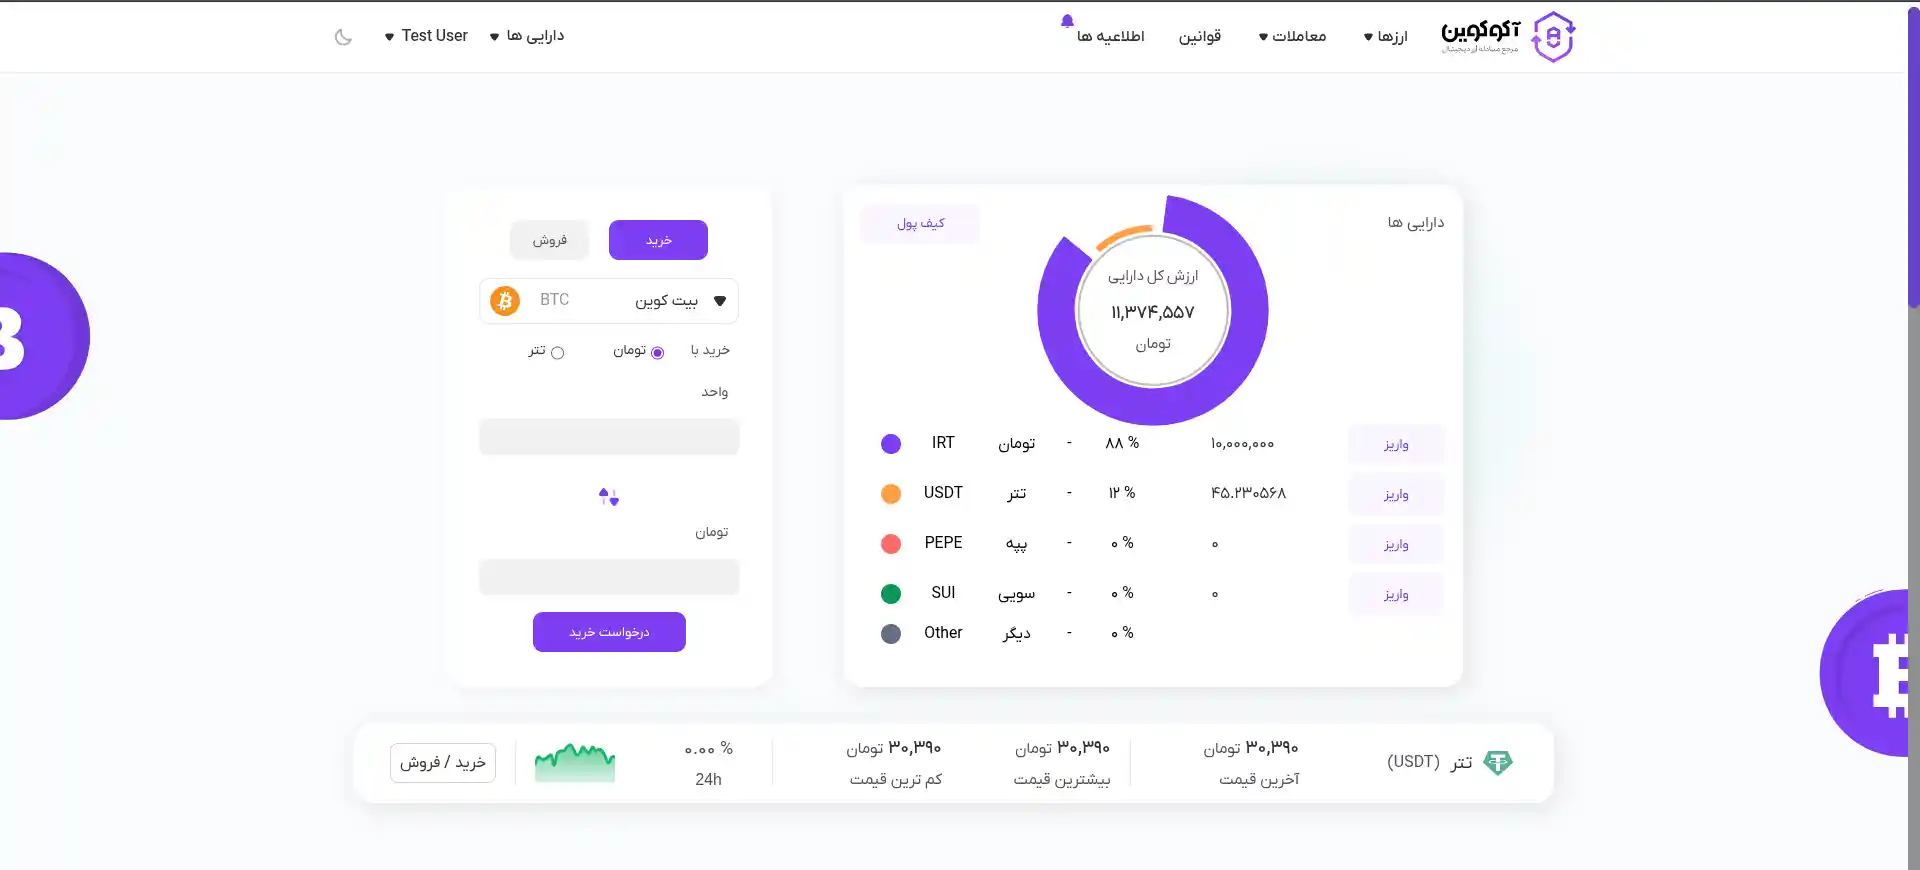 آکوکوین
مرجع مبادله ارز دیجیتال
ارزها
معاملات
قوانین
اطلاعیه ها
دارایی ها
Test User
دارایی ها
کیف پول
ارزش کل دارایی
۱۱,۳۷۴,۵۵۷
تومان
IRT تومان - ۸۸ % ۱۰,۰۰۰,۰۰۰ واریز
USDT تتر - ۱۲ % ۴۵.۲۳۰۵۶۸ واریز
PEPE پپه - ۰ % ۰ واریز
SUI سویی - ۰ % ۰ واریز
Other دیگر - ۰ %
خرید
فروش
بیت کوین BTC
خرید با تومان تتر
واحد
تومان
درخواست خرید
تتر (USDT)
۳۰,۳۹۰ تومان
آخرین قیمت
۳۰,۳۹۰ تومان
بیشترین قیمت
۳۰,۳۹۰ تومان
کم ترین قیمت
۰.۰۰ %
24h
خرید / فروش